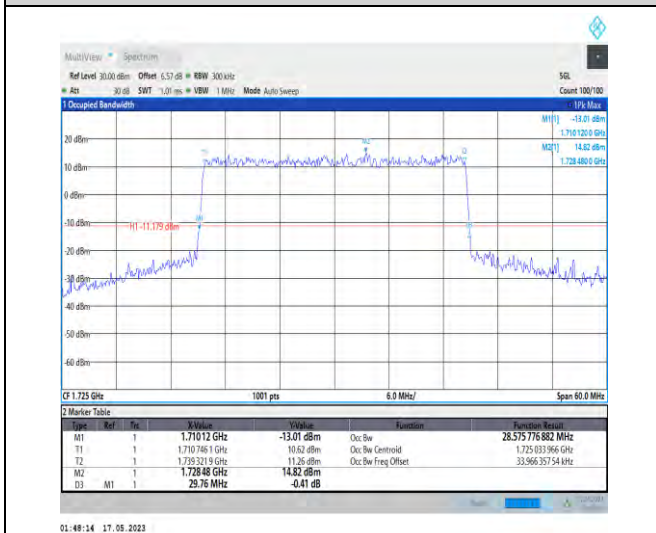 MultiView Spectrum
Ref Level 30.00 dBm Offset 6.57 dB RBW 300 kHz SGL
Att 30 dB SWT 1.01 ms VBW 1 MHz Mode Auto Sweep Count 100/100
1 Occupied Bandwidth 1Pk Max
M1[1] -13.01 dBm
1.710 120 0 GHz
M2[1] 14.82 dBm
1.728 480 0 GHz
20 dBm
M2
T1
T2
10 dBm
0 dBm
-10 dBm
M1
H1 -11.179 dBm
-20 dBm
-30 dBm
-40 dBm
-50 dBm
-60 dBm
CF 1.725 GHz 1001 pts 6.0 MHz/ Span 60.0 MHz
2 Marker Table
Type Ref Trc X-Value Y-Value Function Function Result
M1 1 1.71012 GHz -13.01 dBm Occ Bw 28.575 776 882 MHz
T1 1 1.710 746 1 GHz 10.62 dBm Occ Bw Centroid 1.725 033 966 GHz
T2 1 1.739 321 9 GHz 11.26 dBm Occ Bw Freq Offset 33.966 357 54 kHz
M2 1 1.728 48 GHz 14.82 dBm
D3 M1 1 29.76 MHz -0.41 dB
01:48:14 17.05.2023